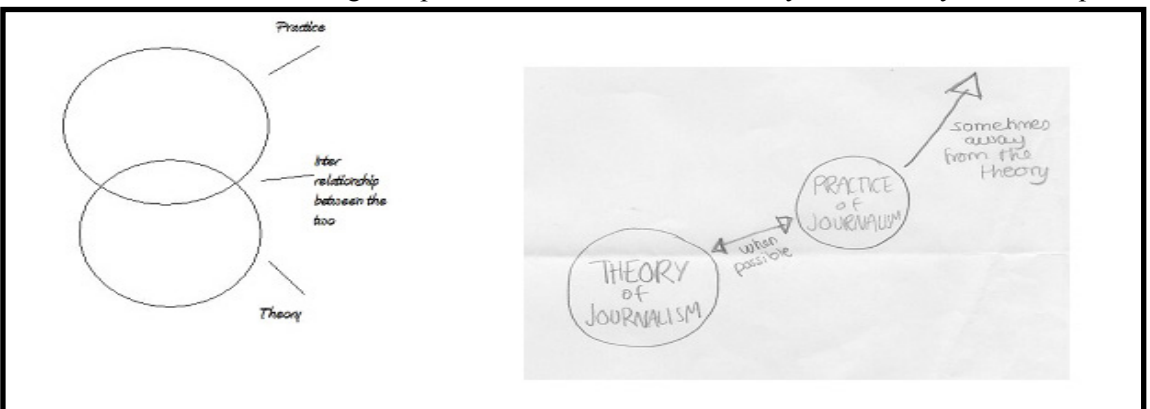 Practice
Inter
relationship
between the
two
Theory
sometimes
away
from the
theory
PRACTICE
of
JOURNALISM
when
possible
THEORY
of
JOURNALISM